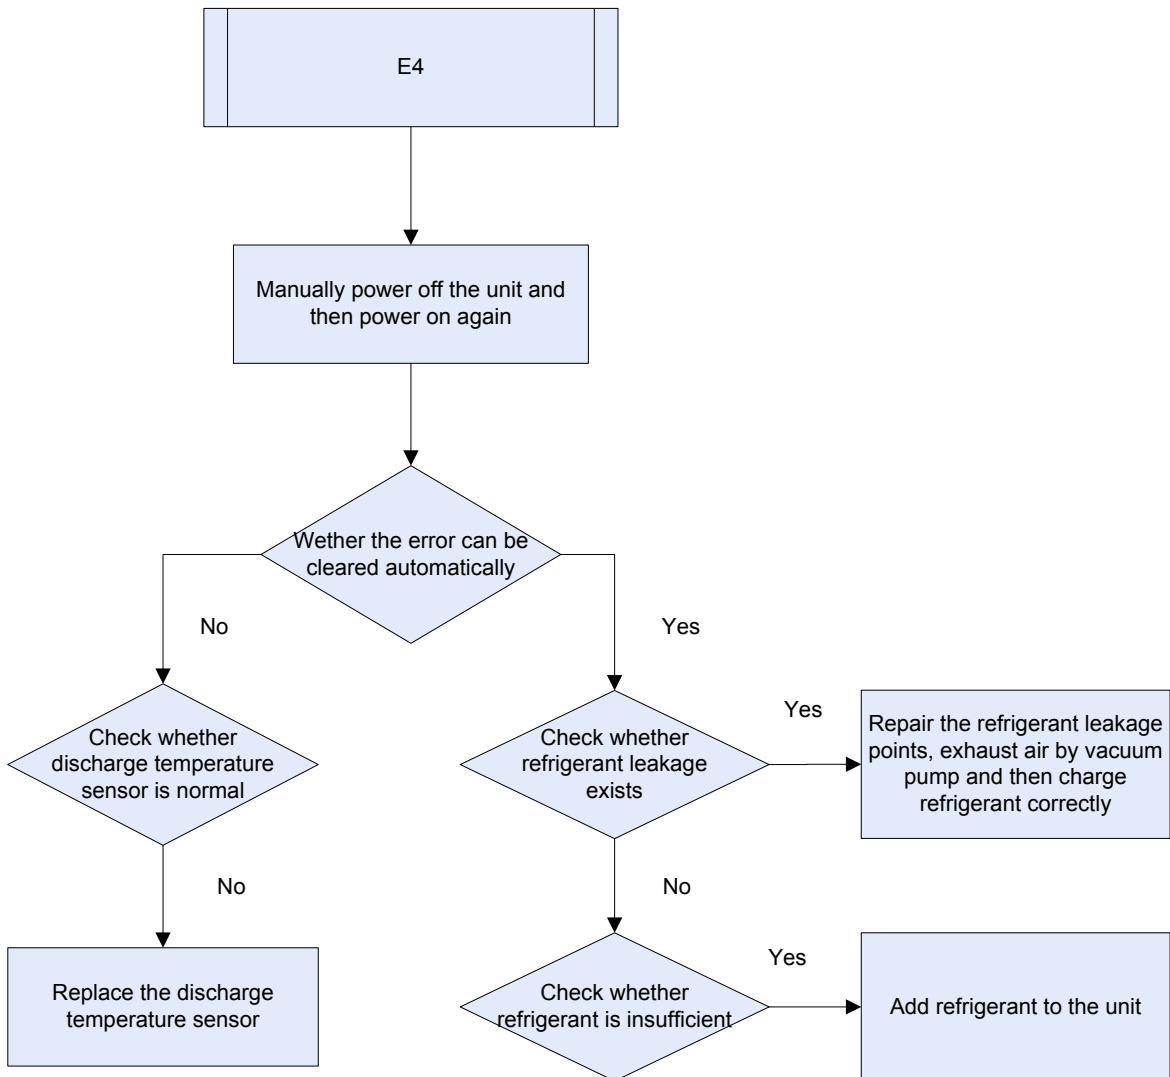 E4
Manually power off the unit and
then power on again
Wether the error can be
cleared automatically
No
Yes
Check whether
discharge temperature
sensor is normal
Check whether
refrigerant leakage
exists
Yes
Repair the refrigerant leakage
points, exhaust air by vacuum
pump and then charge
refrigerant correctly
No
No
Replace the discharge
temperature sensor
Check whether
refrigerant is insufficient
Yes
Add refrigerant to the unit